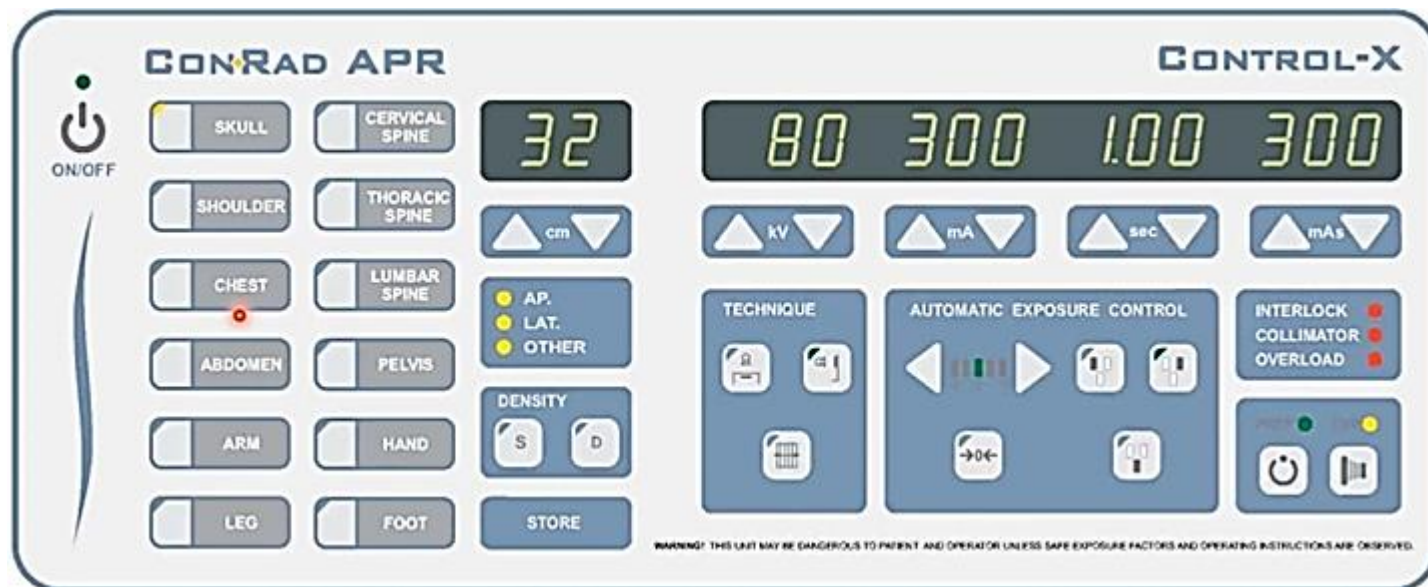 CON·RAD APR
CONTROL-X
ON/OFF
SKULL
CERVICAL
SPINE
SHOULDER
THORACIC
SPINE
CHEST
LUMBAR
SPINE
ABDOMEN
PELVIS
ARM
HAND
LEG
FOOT
32
cm
AP.
LAT.
OTHER
DENSITY
S
D
STORE
80 300 1.00 300
kV
mA
sec
mAs
TECHNIQUE
AUTOMATIC EXPOSURE CONTROL
→0←
INTERLOCK
COLLIMATOR
OVERLOAD
WARNING! THIS UNIT MAY BE DANGEROUS TO PATIENT AND OPERATOR UNLESS SAFE EXPOSURE FACTORS AND OPERATING INSTRUCTIONS ARE OBSERVED.